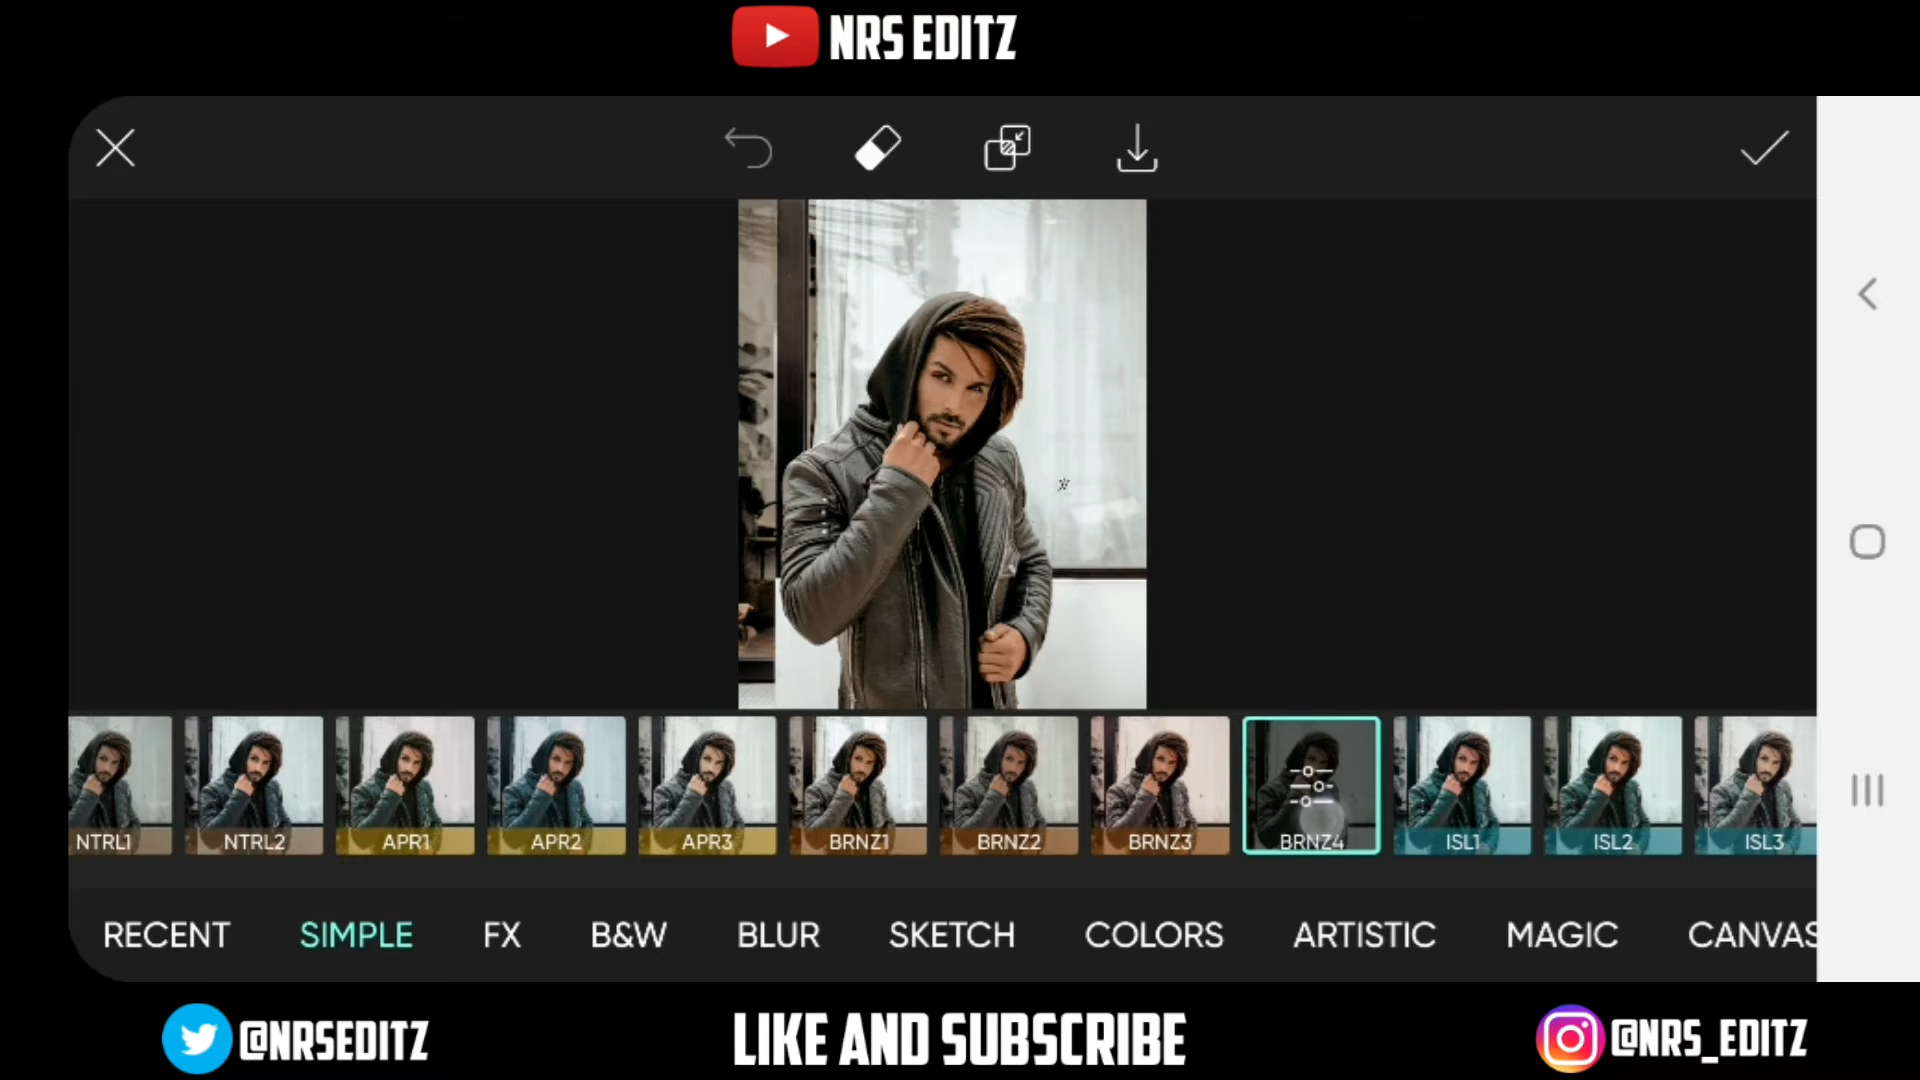 NRS EDITZ
NTRL1 NTRL2 APR1 APR2 APR3 BRNZ1 BRNZ2 BRNZ3 BRNZ4 ISL1 ISL2 ISL3
RECENT SIMPLE FX B&W BLUR SKETCH COLORS ARTISTIC MAGIC CANVAS
@NRSEDITZ LIKE AND SUBSCRIBE @NRS_EDITZ